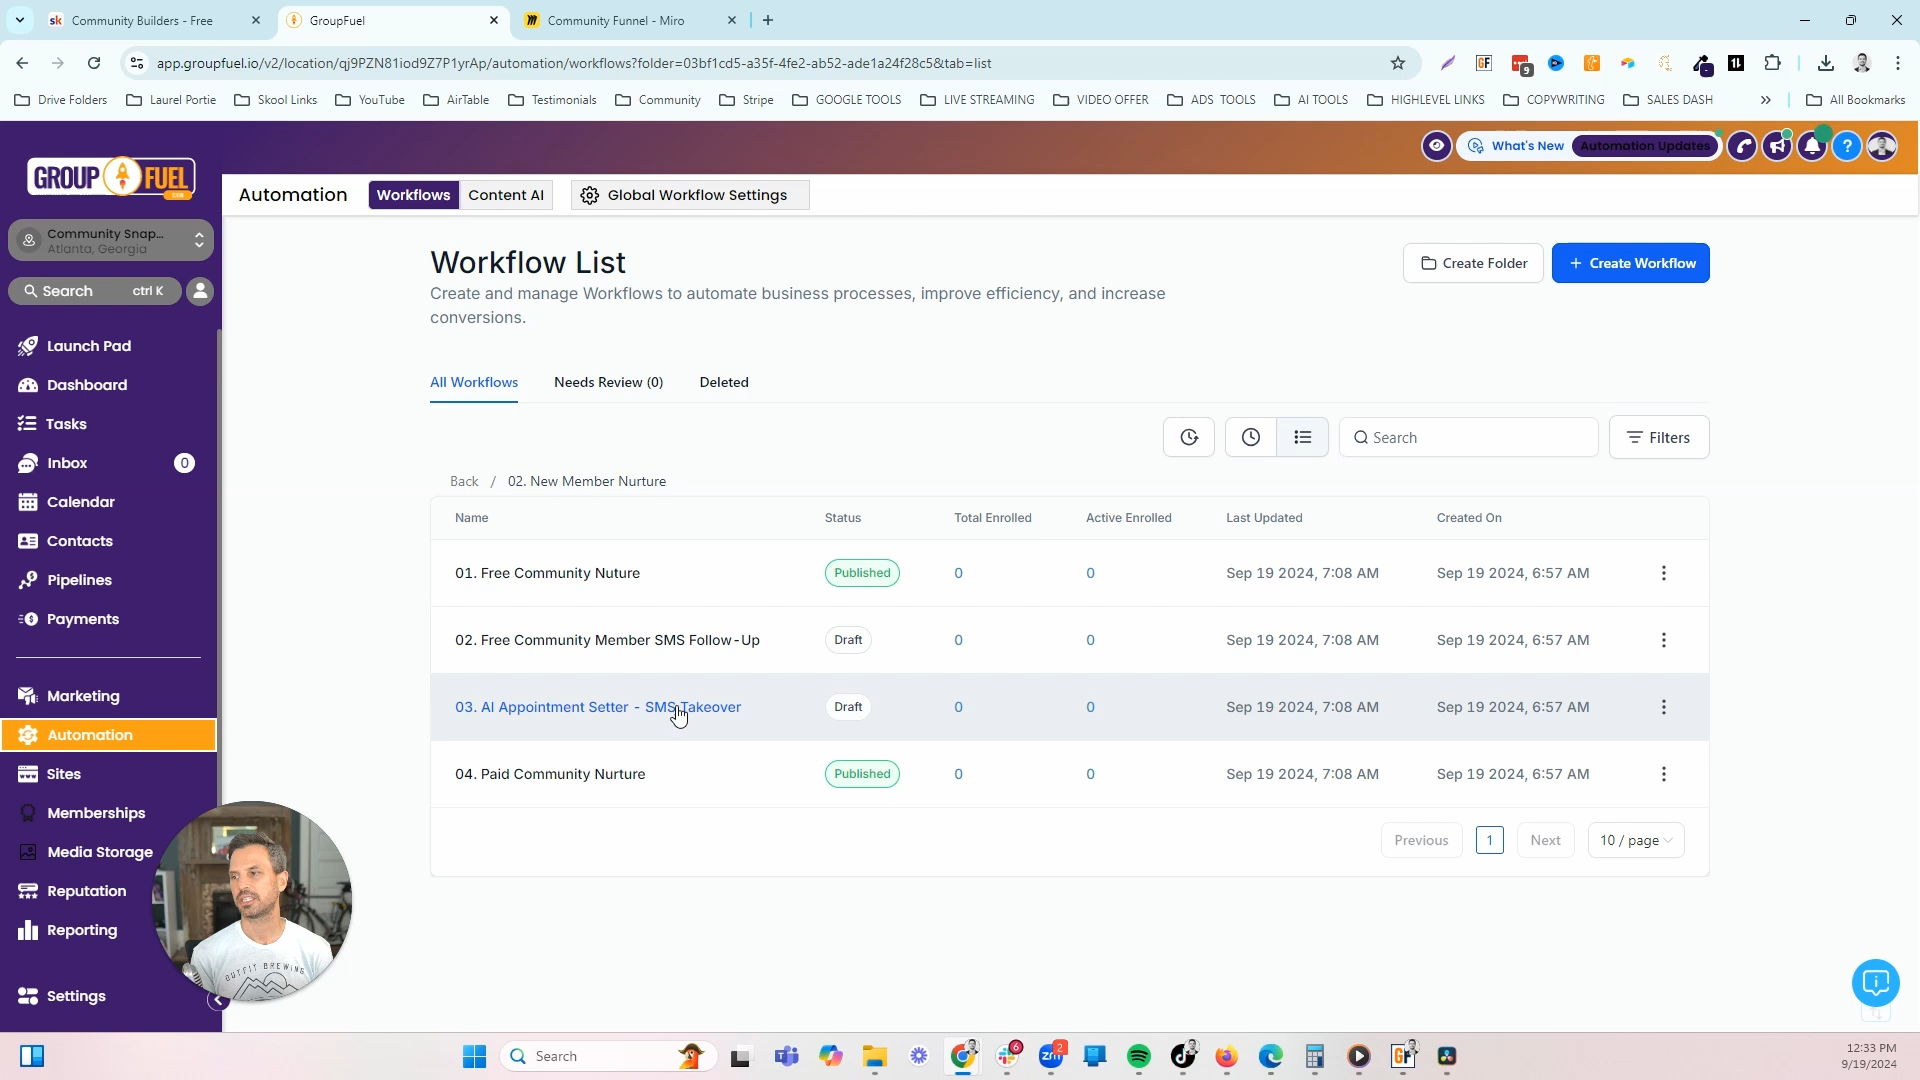 Community Builders - Free
GroupFuel
Community Funnel - Miro
app.groupfuel.io/v2/location/qj9PZN81iod9Z7P1yrAp/automation/workflows?folder=03bf1cd5-a35f-4fe2-ab52-ade1a24f28c5&tab=list
Drive Folders
Laurel Portie
Skool Links
YouTube
AirTable
Testimonials
Community
Stripe
GOOGLE TOOLS
LIVE STREAMING
VIDEO OFFER
ADS TOOLS
AI TOOLS
HIGHLEVEL LINKS
COPYWRITING
SALES DASH
All Bookmarks
GROUP FUEL
What's New
Automation Updates
Automation
Workflows
Content AI
Global Workflow Settings
Community Snap...
Atlanta, Georgia
Search
ctrl K
Launch Pad
Dashboard
Tasks
Inbox
0
Calendar
Contacts
Pipelines
Payments
Marketing
Automation
Sites
Memberships
Media Storage
Reputation
Reporting
Settings
Workflow List
Create Folder
+ Create Workflow
Create and manage Workflows to automate business processes, improve efficiency, and increase
conversions.
All Workflows
Needs Review (0)
Deleted
Search
Filters
Back / 02. New Member Nurture
Name Status Total Enrolled Active Enrolled Last Updated Created On
01. Free Community Nuture Published 0 0 Sep 19 2024, 7:08 AM Sep 19 2024, 6:57 AM
02. Free Community Member SMS Follow-Up Draft 0 0 Sep 19 2024, 7:08 AM Sep 19 2024, 6:57 AM
03. AI Appointment Setter - SMS Takeover Draft 0 0 Sep 19 2024, 7:08 AM Sep 19 2024, 6:57 AM
04. Paid Community Nurture Published 0 0 Sep 19 2024, 7:08 AM Sep 19 2024, 6:57 AM
Previous 1 Next 10 / page
OUTFIT BREWING
Search
12:33 PM
9/19/2024